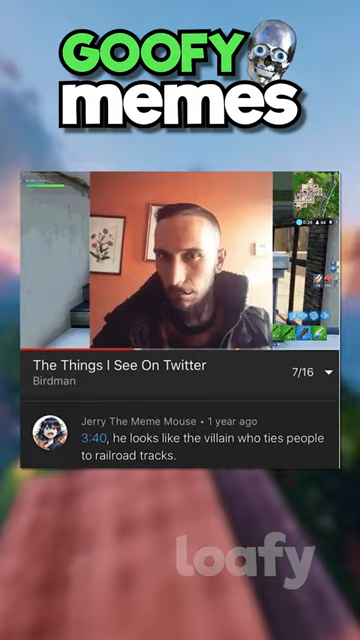 GOOFY
memes
The Things I See On Twitter
7/16
Birdman
Jerry The Meme Mouse • 1 year ago
3:40, he looks like the villain who ties people
to railroad tracks.
loafy